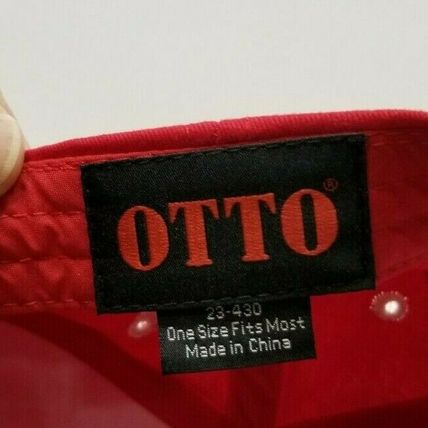 OTTO®
23-430
One Size Fits Most
Made in China